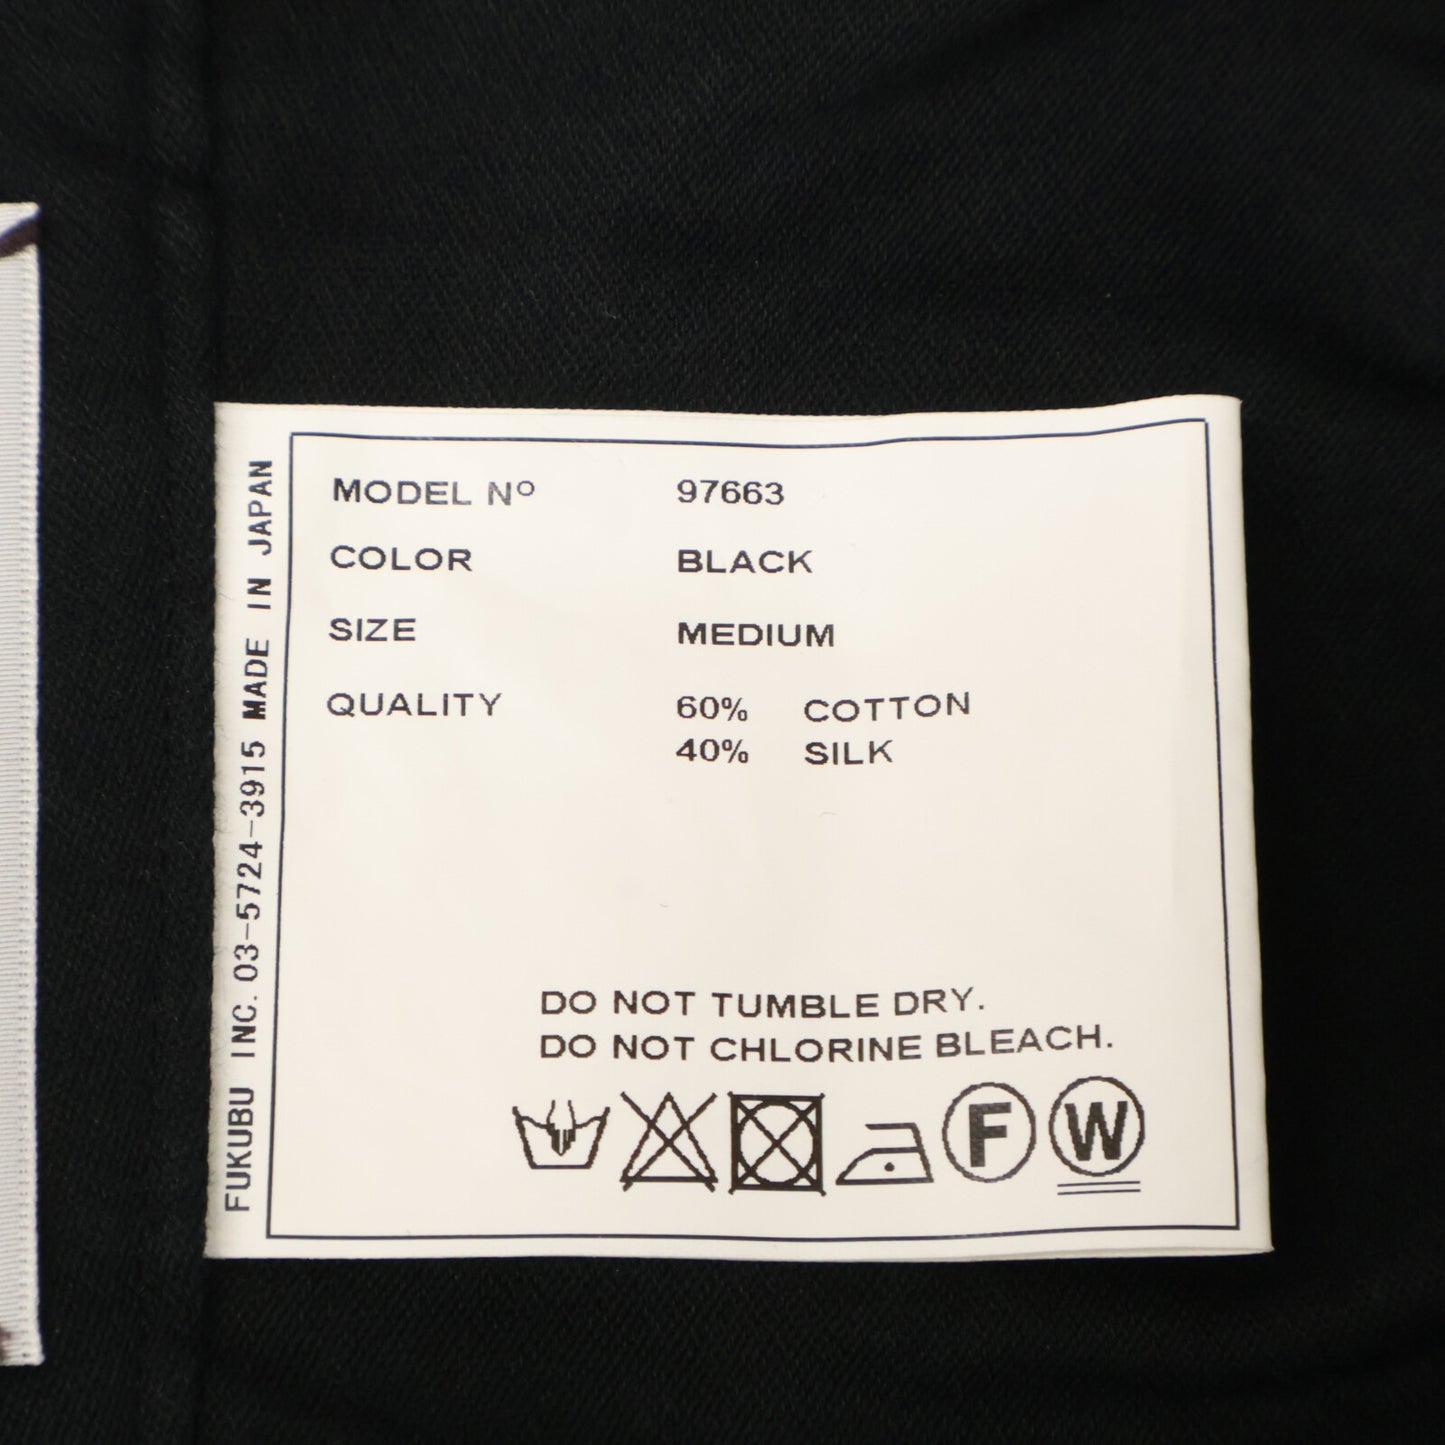 FUKUBU INC. 03-5724-3915 MADE IN JAPAN
MODEL Nº 97663
COLOR BLACK
SIZE MEDIUM
QUALITY 60% COTTON
40% SILK
DO NOT TUMBLE DRY.
DO NOT CHLORINE BLEACH.
F W